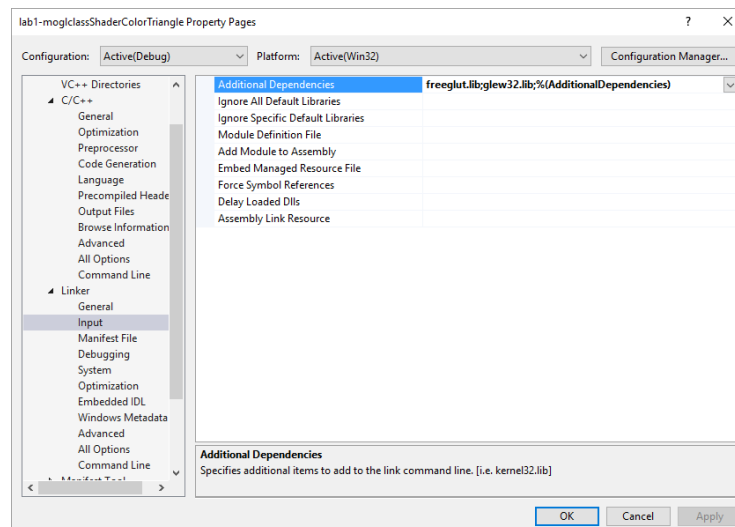 lab1-moglclassShaderColorTriangle Property Pages ? ×
Configuration: Active(Debug) Platform: Active(Win32) Configuration Manager...
VC++ Directories
C/C++
General
Optimization
Preprocessor
Code Generation
Language
Precompiled Heade
Output Files
Browse Information
Advanced
All Options
Command Line
Linker
General
Input
Manifest File
Debugging
System
Optimization
Embedded IDL
Windows Metadata
Advanced
All Options
Command Line
Manifest Tool
Additional Dependencies freeglut.lib;glew32.lib;%(AdditionalDependencies)
Ignore All Default Libraries
Ignore Specific Default Libraries
Module Definition File
Add Module to Assembly
Embed Managed Resource File
Force Symbol References
Delay Loaded Dlls
Assembly Link Resource
Additional Dependencies
Specifies additional items to add to the link command line. [i.e. kernel32.lib]
OK Cancel Apply